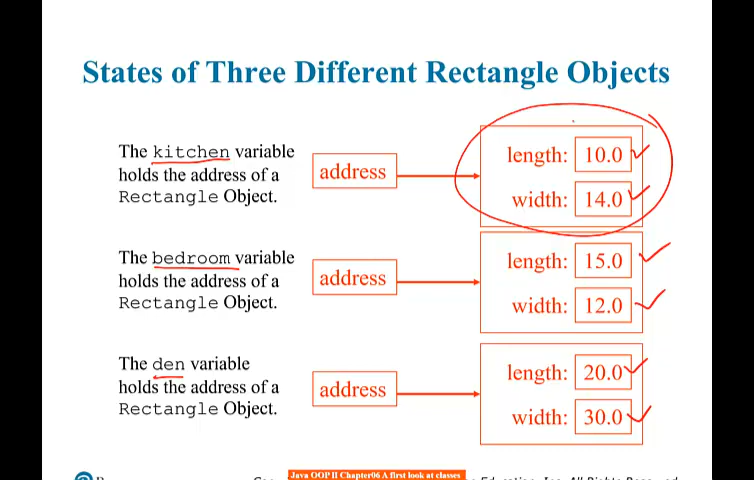 States of Three Different Rectangle Objects
The kitchen variable
holds the address of a
Rectangle Object.
address
length: 10.0
width: 14.0
The bedroom variable
holds the address of a
Rectangle Object.
address
length: 15.0
width: 12.0
The den variable
holds the address of a
Rectangle Object.
address
length: 20.0
width: 30.0
Java OOP II Chapter06 A first look at classes